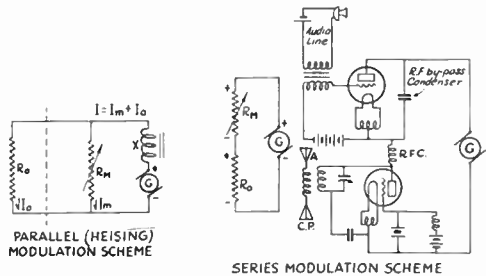 I = Im + Io
Ro
RM
X
+
G
-
Io
Im
PARALLEL (HEISING)
MODULATION SCHEME
+
RM
-
+
Ro
-
+
G
-
Audio
Line
R.F. by-pass
Condenser
G
A
R.F.C.
C.P.
SERIES MODULATION SCHEME